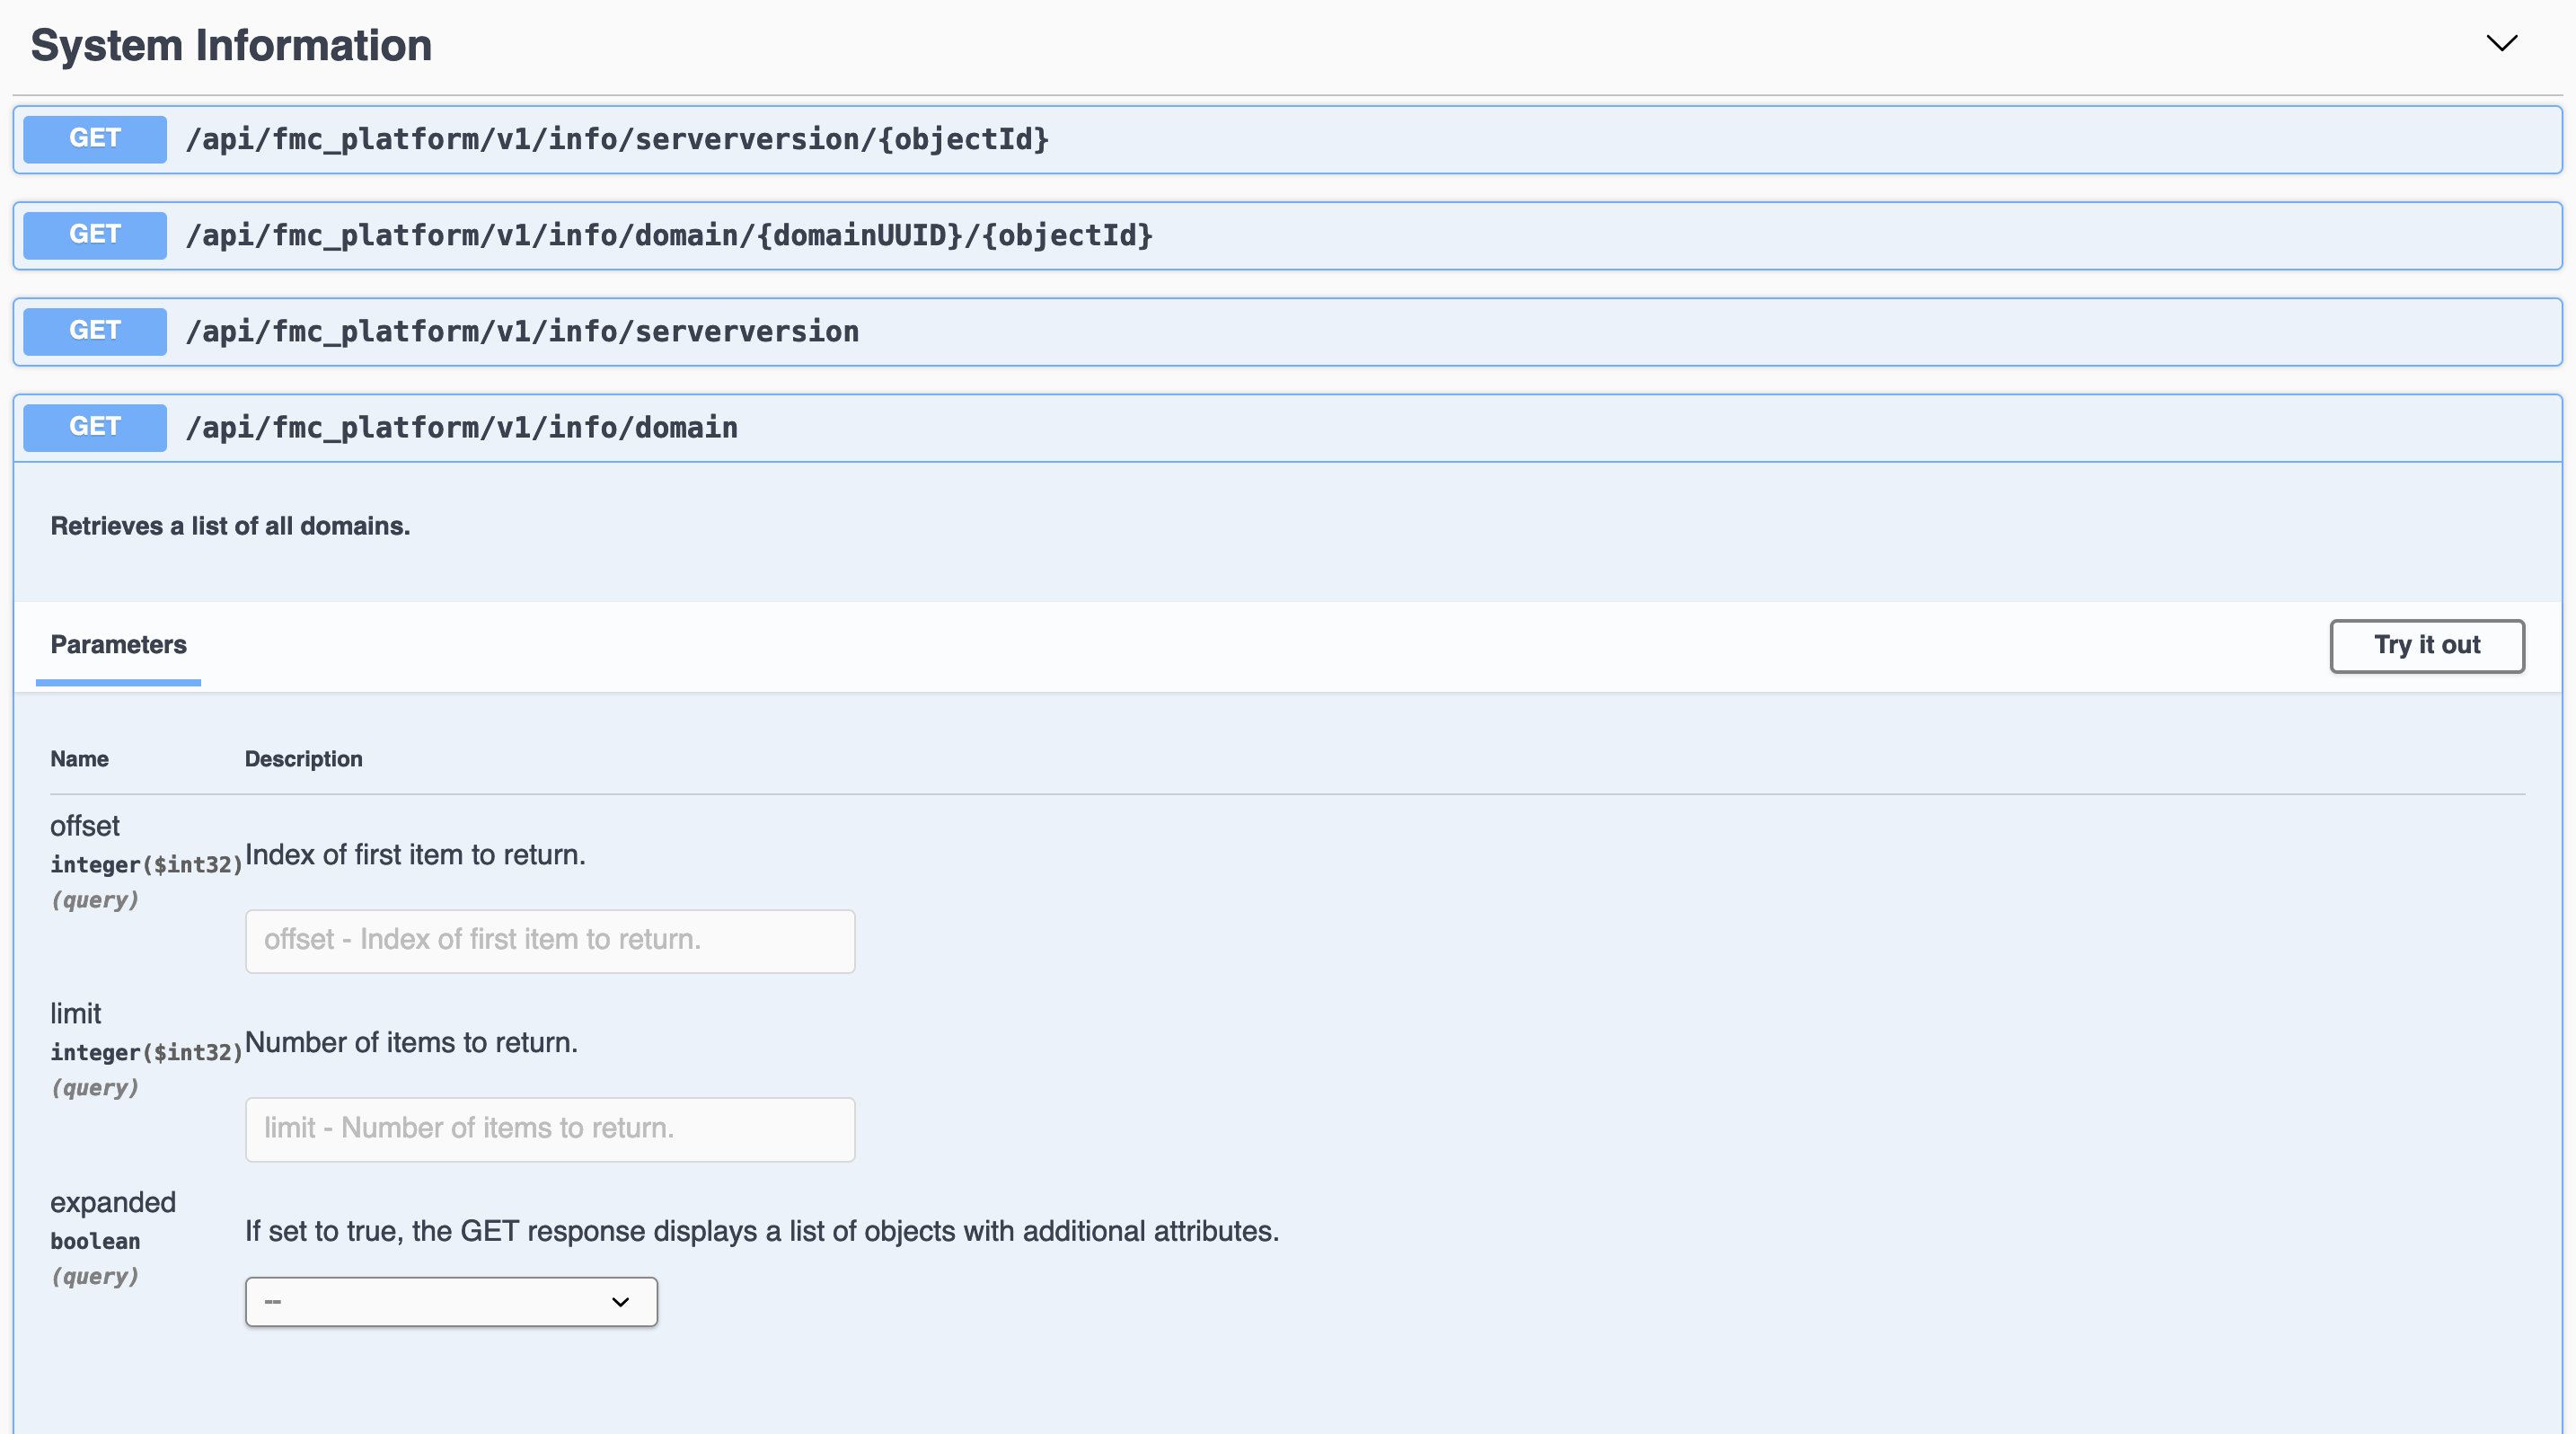 System Information
GET /api/fmc_platform/v1/info/serverversion/{objectId}
GET /api/fmc_platform/v1/info/domain/{domainUUID}/{objectId}
GET /api/fmc_platform/v1/info/serverversion
GET /api/fmc_platform/v1/info/domain
Retrieves a list of all domains.
Parameters Try it out
Name Description
offset
integer($int32)
(query)
Index of first item to return.
offset - Index of first item to return.
limit
integer($int32)
(query)
Number of items to return.
limit - Number of items to return.
expanded
boolean
(query)
If set to true, the GET response displays a list of objects with additional attributes.
--